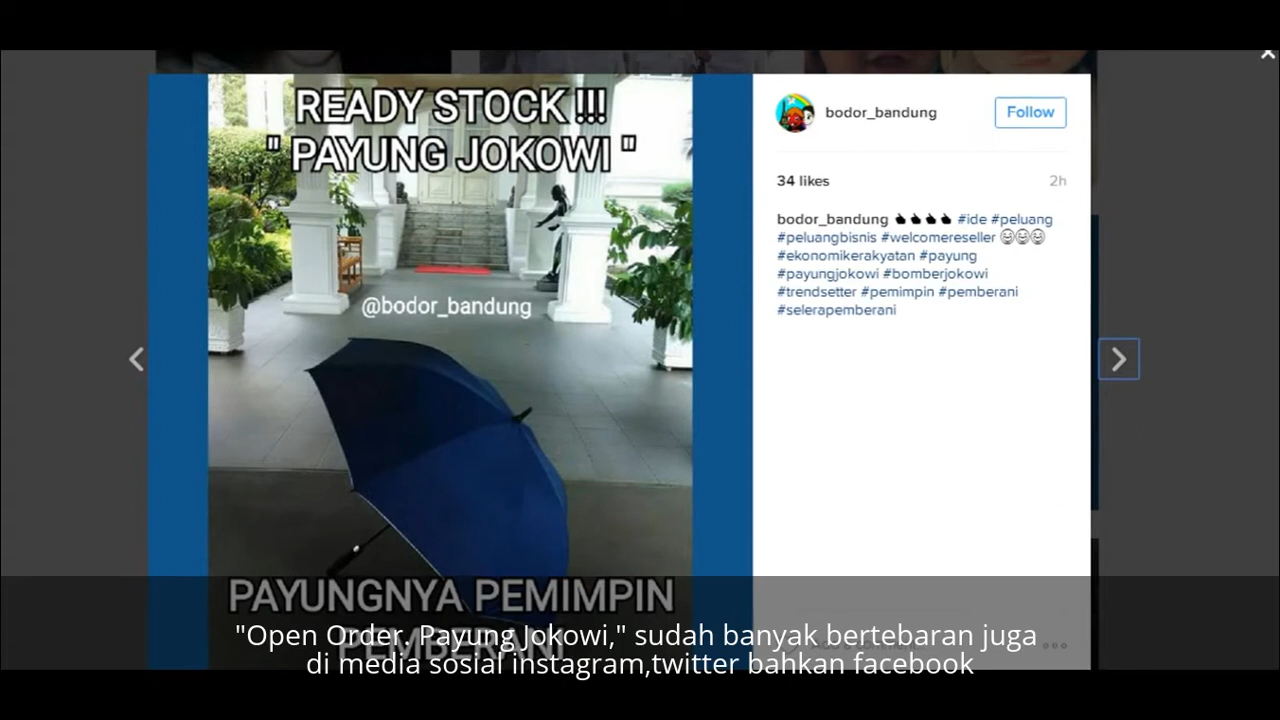 READY STOCK !!!
" PAYUNG JOKOWI "
@bodor_bandung
PAYUNGNYA PEMIMPIN
PEMBERANI
bodor_bandung
Follow
34 likes
2h
bodor_bandung #ide #peluang
#peluangbisnis #welcomereseller
#ekonomikerakyatan #payung
#payungjokowi #bomberjokowi
#trendsetter #pemimpin #pemberani
#selerapemberani
"Open Order. Payung Jokowi," sudah banyak bertebaran juga
di media sosial instagram,twitter bahkan facebook